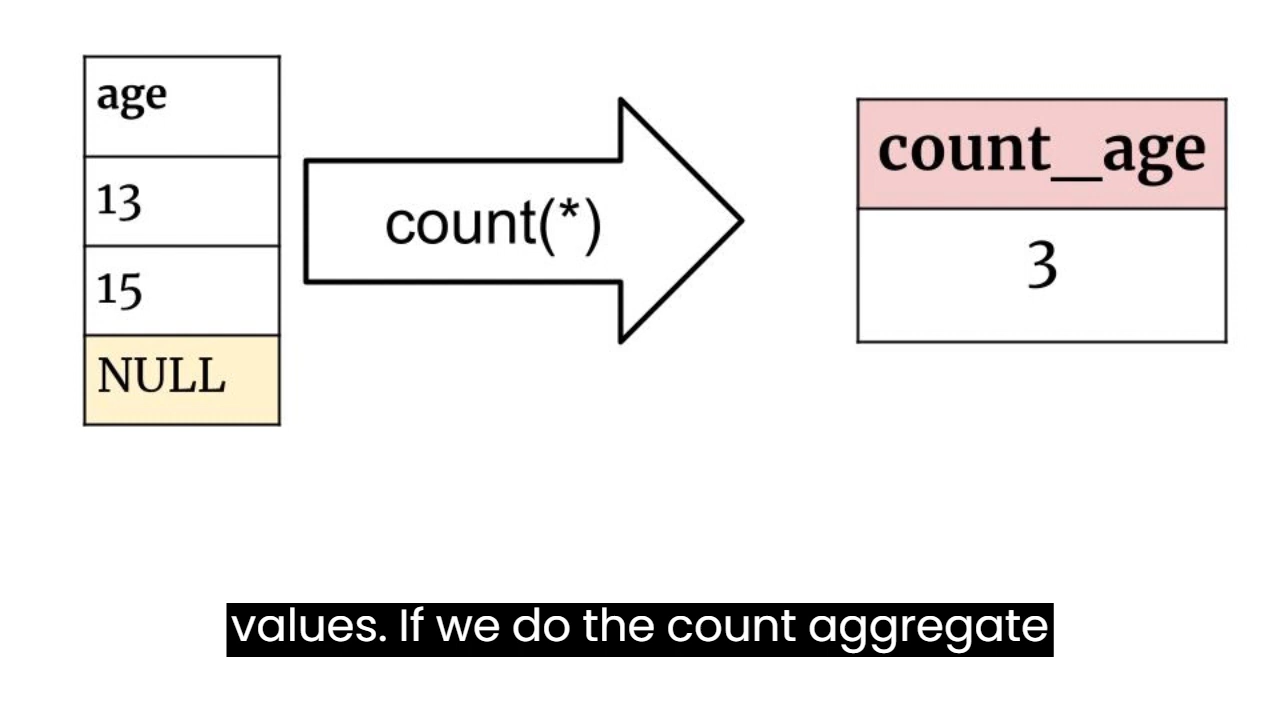 age
13
15
NULL
count(*)
count_age
3
values. If we do the count aggregate